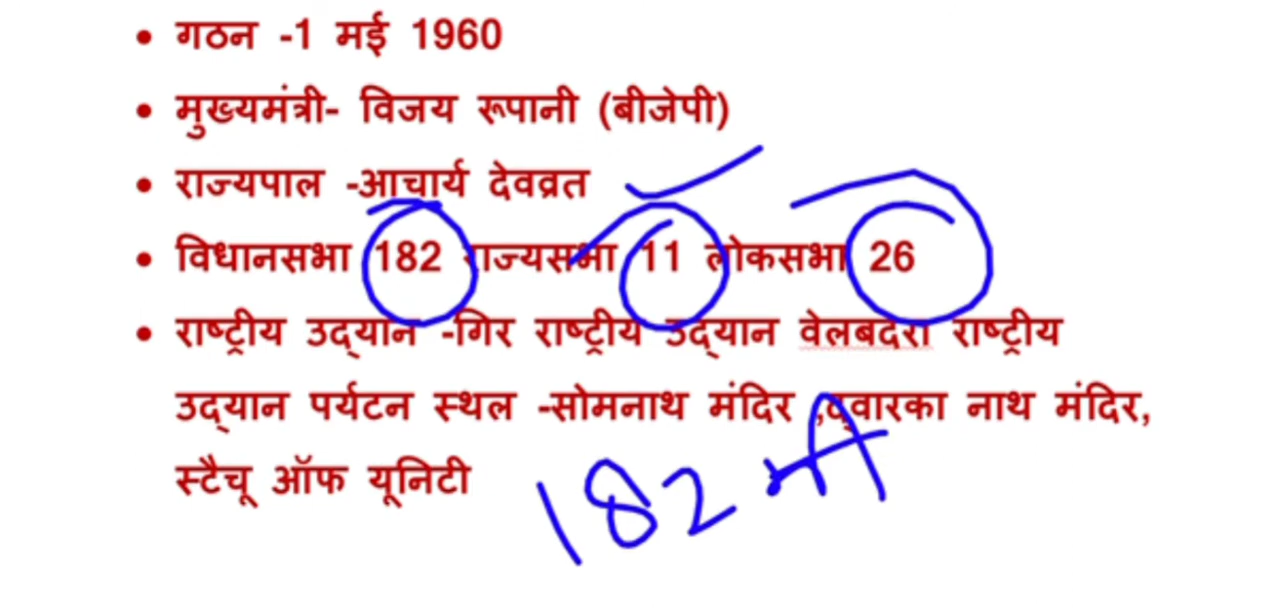 • गठन -1 मई 1960
• मुख्यमंत्री- विजय रूपानी (बीजेपी)
• राज्यपाल -आचार्य देवव्रत
• विधानसभा 182 राज्यसभा 11 लोकसभा 26
• राष्ट्रीय उद्यान -गिर राष्ट्रीय उद्यान वेलबदरा राष्ट्रीय
उद्यान पर्यटन स्थल -सोमनाथ मंदिर ,द्वारका नाथ मंदिर,
स्टैचू ऑफ यूनिटी
182 मी